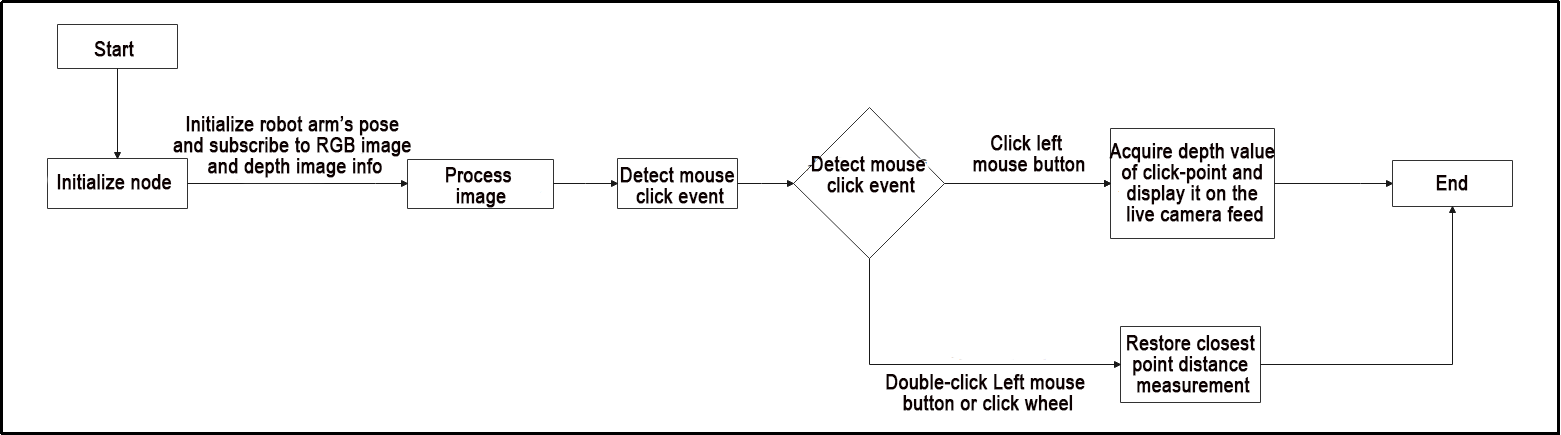 Start
Initialize node
Initialize robot arm's pose
and subscribe to RGB image
and depth image info
Process
image
Detect mouse
click event
Detect mouse
click event
Click left
mouse button
Acquire depth value
of click-point and
display it on the
live camera feed
End
Double-click Left mouse
button or click wheel
Restore closest
point distance
measurement